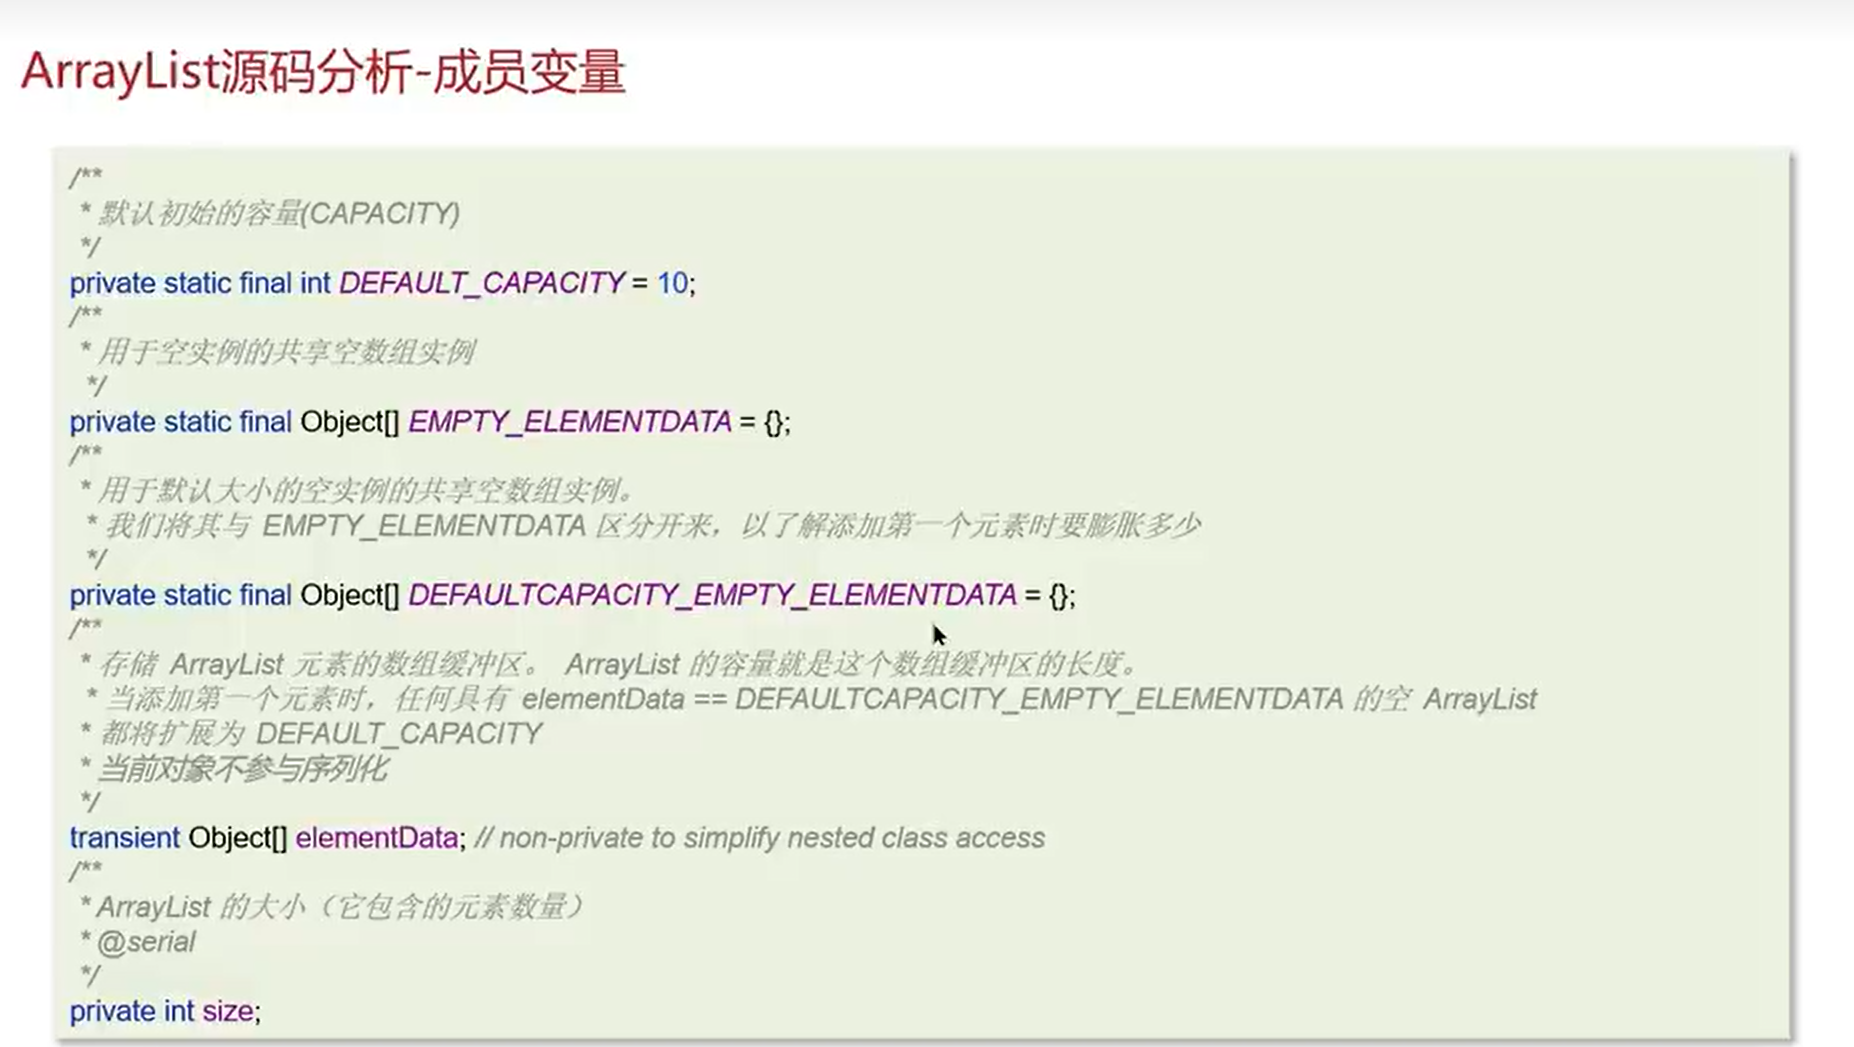 ArrayList源码分析-成员变量
/**
* 默认初始的容量(CAPACITY)
*/
private static final int DEFAULT_CAPACITY = 10;
/**
* 用于空实例的共享空数组实例
*/
private static final Object[] EMPTY_ELEMENTDATA = {};
/**
* 用于默认大小的空实例的共享空数组实例。
* 我们将其与 EMPTY_ELEMENTDATA 区分开来，以了解添加第一个元素时要膨胀多少
*/
private static final Object[] DEFAULTCAPACITY_EMPTY_ELEMENTDATA = {};
/**
* 存储 ArrayList 元素的数组缓冲区。 ArrayList 的容量就是这个数组缓冲区的长度。
* 当添加第一个元素时，任何具有 elementData == DEFAULTCAPACITY_EMPTY_ELEMENTDATA 的空 ArrayList
* 都将扩展为 DEFAULT_CAPACITY
* 当前对象不参与序列化
*/
transient Object[] elementData; // non-private to simplify nested class access
/**
* ArrayList 的大小（它包含的元素数量）
* @serial
*/
private int size;